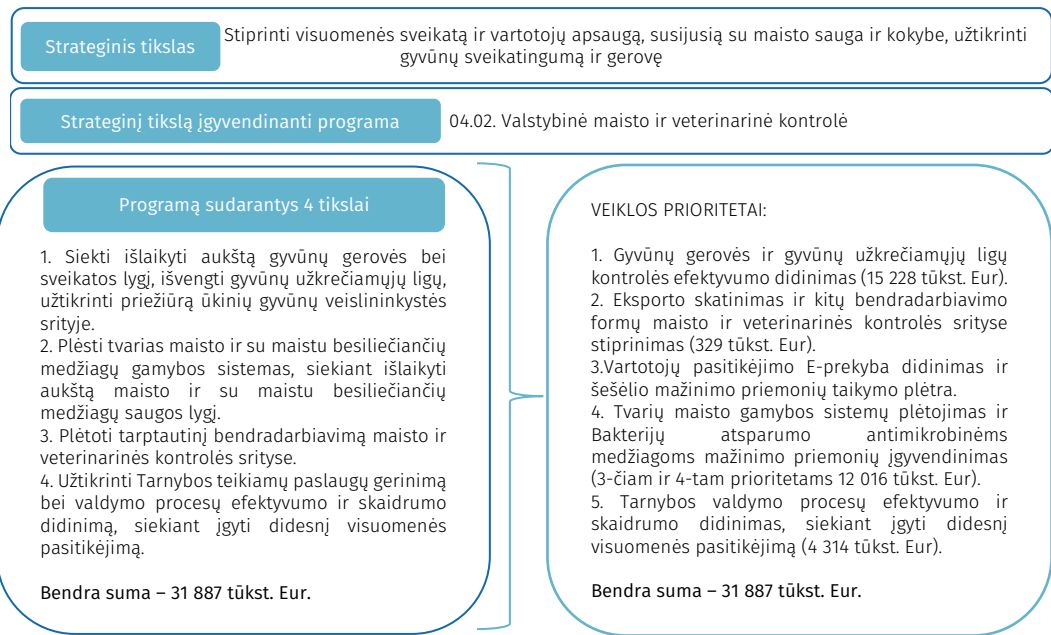 Strateginis tikslas
Stiprinti visuomenės sveikatą ir vartotojų apsaugą, susijusią su maisto sauga ir kokybe, užtikrinti
gyvūnų sveikatingumą ir gerovę
Strateginį tikslą įgyvendinanti programa
04.02. Valstybinė maisto ir veterinarinė kontrolė
Programą sudarantys 4 tikslai
1. Siekti išlaikyti aukštą gyvūnų gerovės bei
sveikatos lygį, išvengti gyvūnų užkrečiamųjų ligų,
užtikrinti priežiūrą ūkinių gyvūnų veislininkystės
srityje.
2. Plėsti tvarias maisto ir su maistu besiliečiančių
medžiagų gamybos sistemas, siekiant išlaikyti
aukštą maisto ir su maistu besiliečiančių
medžiagų saugos lygį.
3. Plėtoti tarptautinį bendradarbiavimą maisto ir
veterinarinės kontrolės srityse.
4. Užtikrinti Tarnybos teikiamų paslaugų gerinimą
bei valdymo procesų efektyvumo ir skaidrumo
didinimą, siekiant įgyti didesnį visuomenės
pasitikėjimą.
Bendra suma – 31 887 tūkst. Eur.
VEIKLOS PRIORITETAI:
1. Gyvūnų gerovės ir gyvūnų užkrečiamųjų ligų
kontrolės efektyvumo didinimas (15 228 tūkst. Eur).
2. Eksporto skatinimas ir kitų bendradarbiavimo
formų maisto ir veterinarinės kontrolės srityse
stiprinimas (329 tūkst. Eur).
3.Vartotojų pasitikėjimo E-prekyba didinimas ir
šešėlio mažinimo priemonių taikymo plėtra.
4. Tvarių maisto gamybos sistemų plėtojimas ir
Bakterijų atsparumo antimikrobinėms
medžiagoms mažinimo priemonių įgyvendinimas
(3-čiam ir 4-tam prioritetams 12 016 tūkst. Eur).
5. Tarnybos valdymo procesų efektyvumo ir
skaidrumo didinimas, siekiant įgyti didesnį
visuomenės pasitikėjimą (4 314 tūkst. Eur).
Bendra suma – 31 887 tūkst. Eur.